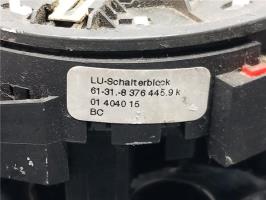 LU-Schalterblock
61-31.-8 376 445.9 k
01 4040 15
BC